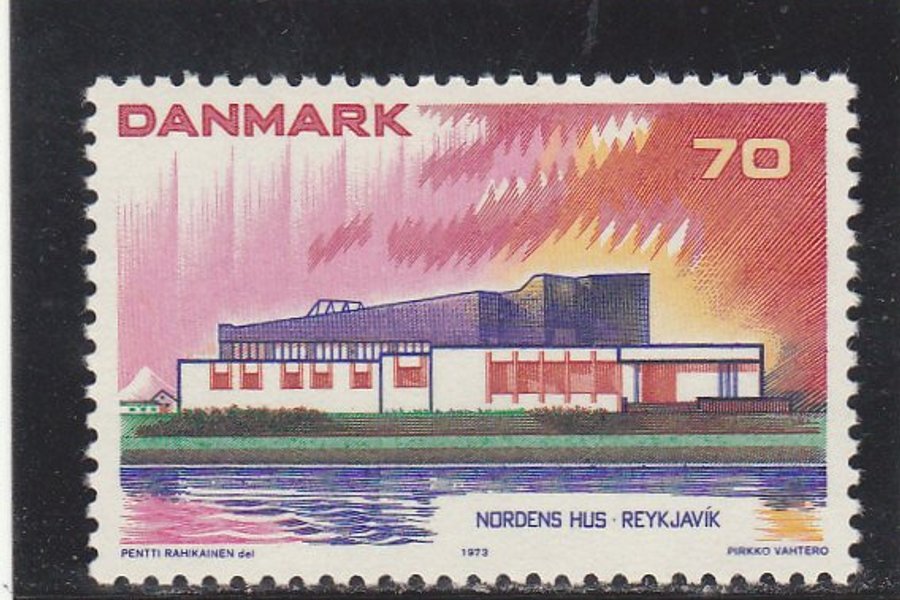 DANMARK
70
NORDENS HUS · REYKJAVÍK
PENTTI RAHIKAINEN del 1973 PIRKKO VAHTERO